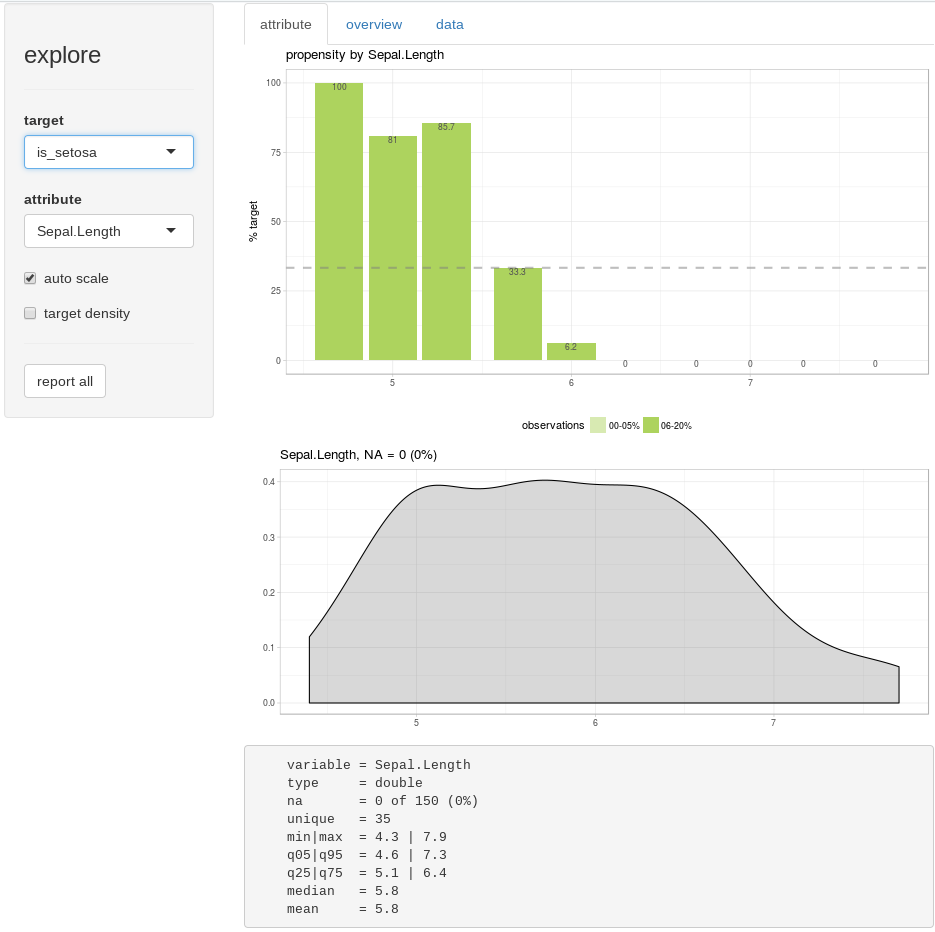 explore
target
is_setosa
attribute
Sepal.Length
auto scale
target density
report all
attribute overview data
propensity by Sepal.Length
% target
100
75
50
25
0
100
81
85.7
33.3
6.2
0
0
0
0
0
5 6 7
observations 00-05% 06-20%
Sepal.Length, NA = 0 (0%)
0.4
0.3
0.2
0.1
0.0
5 6 7
variable = Sepal.Length
type = double
na = 0 of 150 (0%)
unique = 35
min|max = 4.3 | 7.9
q05|q95 = 4.6 | 7.3
q25|q75 = 5.1 | 6.4
median = 5.8
mean = 5.8